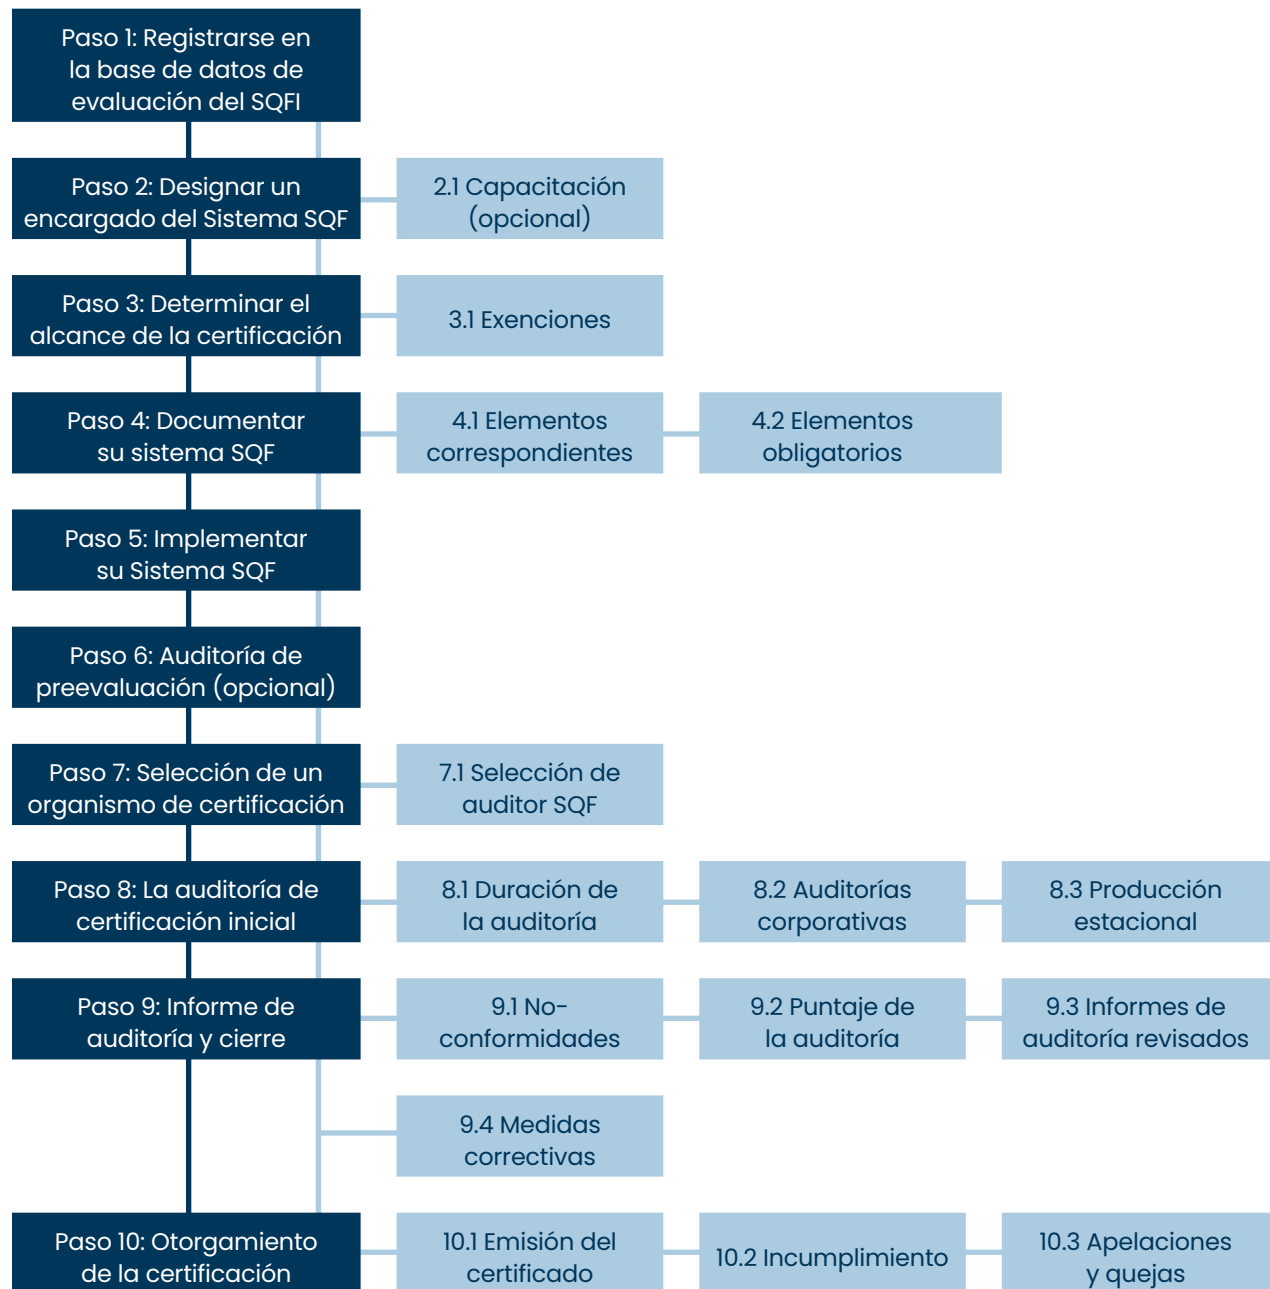 Paso 1: Registrarse en
la base de datos de
evaluación del SQFI
Paso 2: Designar un
encargado del Sistema SQF
2.1 Capacitación
(opcional)
Paso 3: Determinar el
alcance de la certificación
3.1 Exenciones
Paso 4: Documentar
su sistema SQF
4.1 Elementos
correspondientes
4.2 Elementos
obligatorios
Paso 5: Implementar
su Sistema SQF
Paso 6: Auditoría de
preevaluación (opcional)
Paso 7: Selección de un
organismo de certificación
7.1 Selección de
auditor SQF
Paso 8: La auditoría de
certificación inicial
8.1 Duración de
la auditoría
8.2 Auditorías
corporativas
8.3 Producción
estacional
Paso 9: Informe de
auditoría y cierre
9.1 No-
conformidades
9.2 Puntaje de
la auditoría
9.3 Informes de
auditoría revisados
9.4 Medidas
correctivas
Paso 10: Otorgamiento
de la certificación
10.1 Emisión del
certificado
10.2 Incumplimiento
10.3 Apelaciones
y quejas